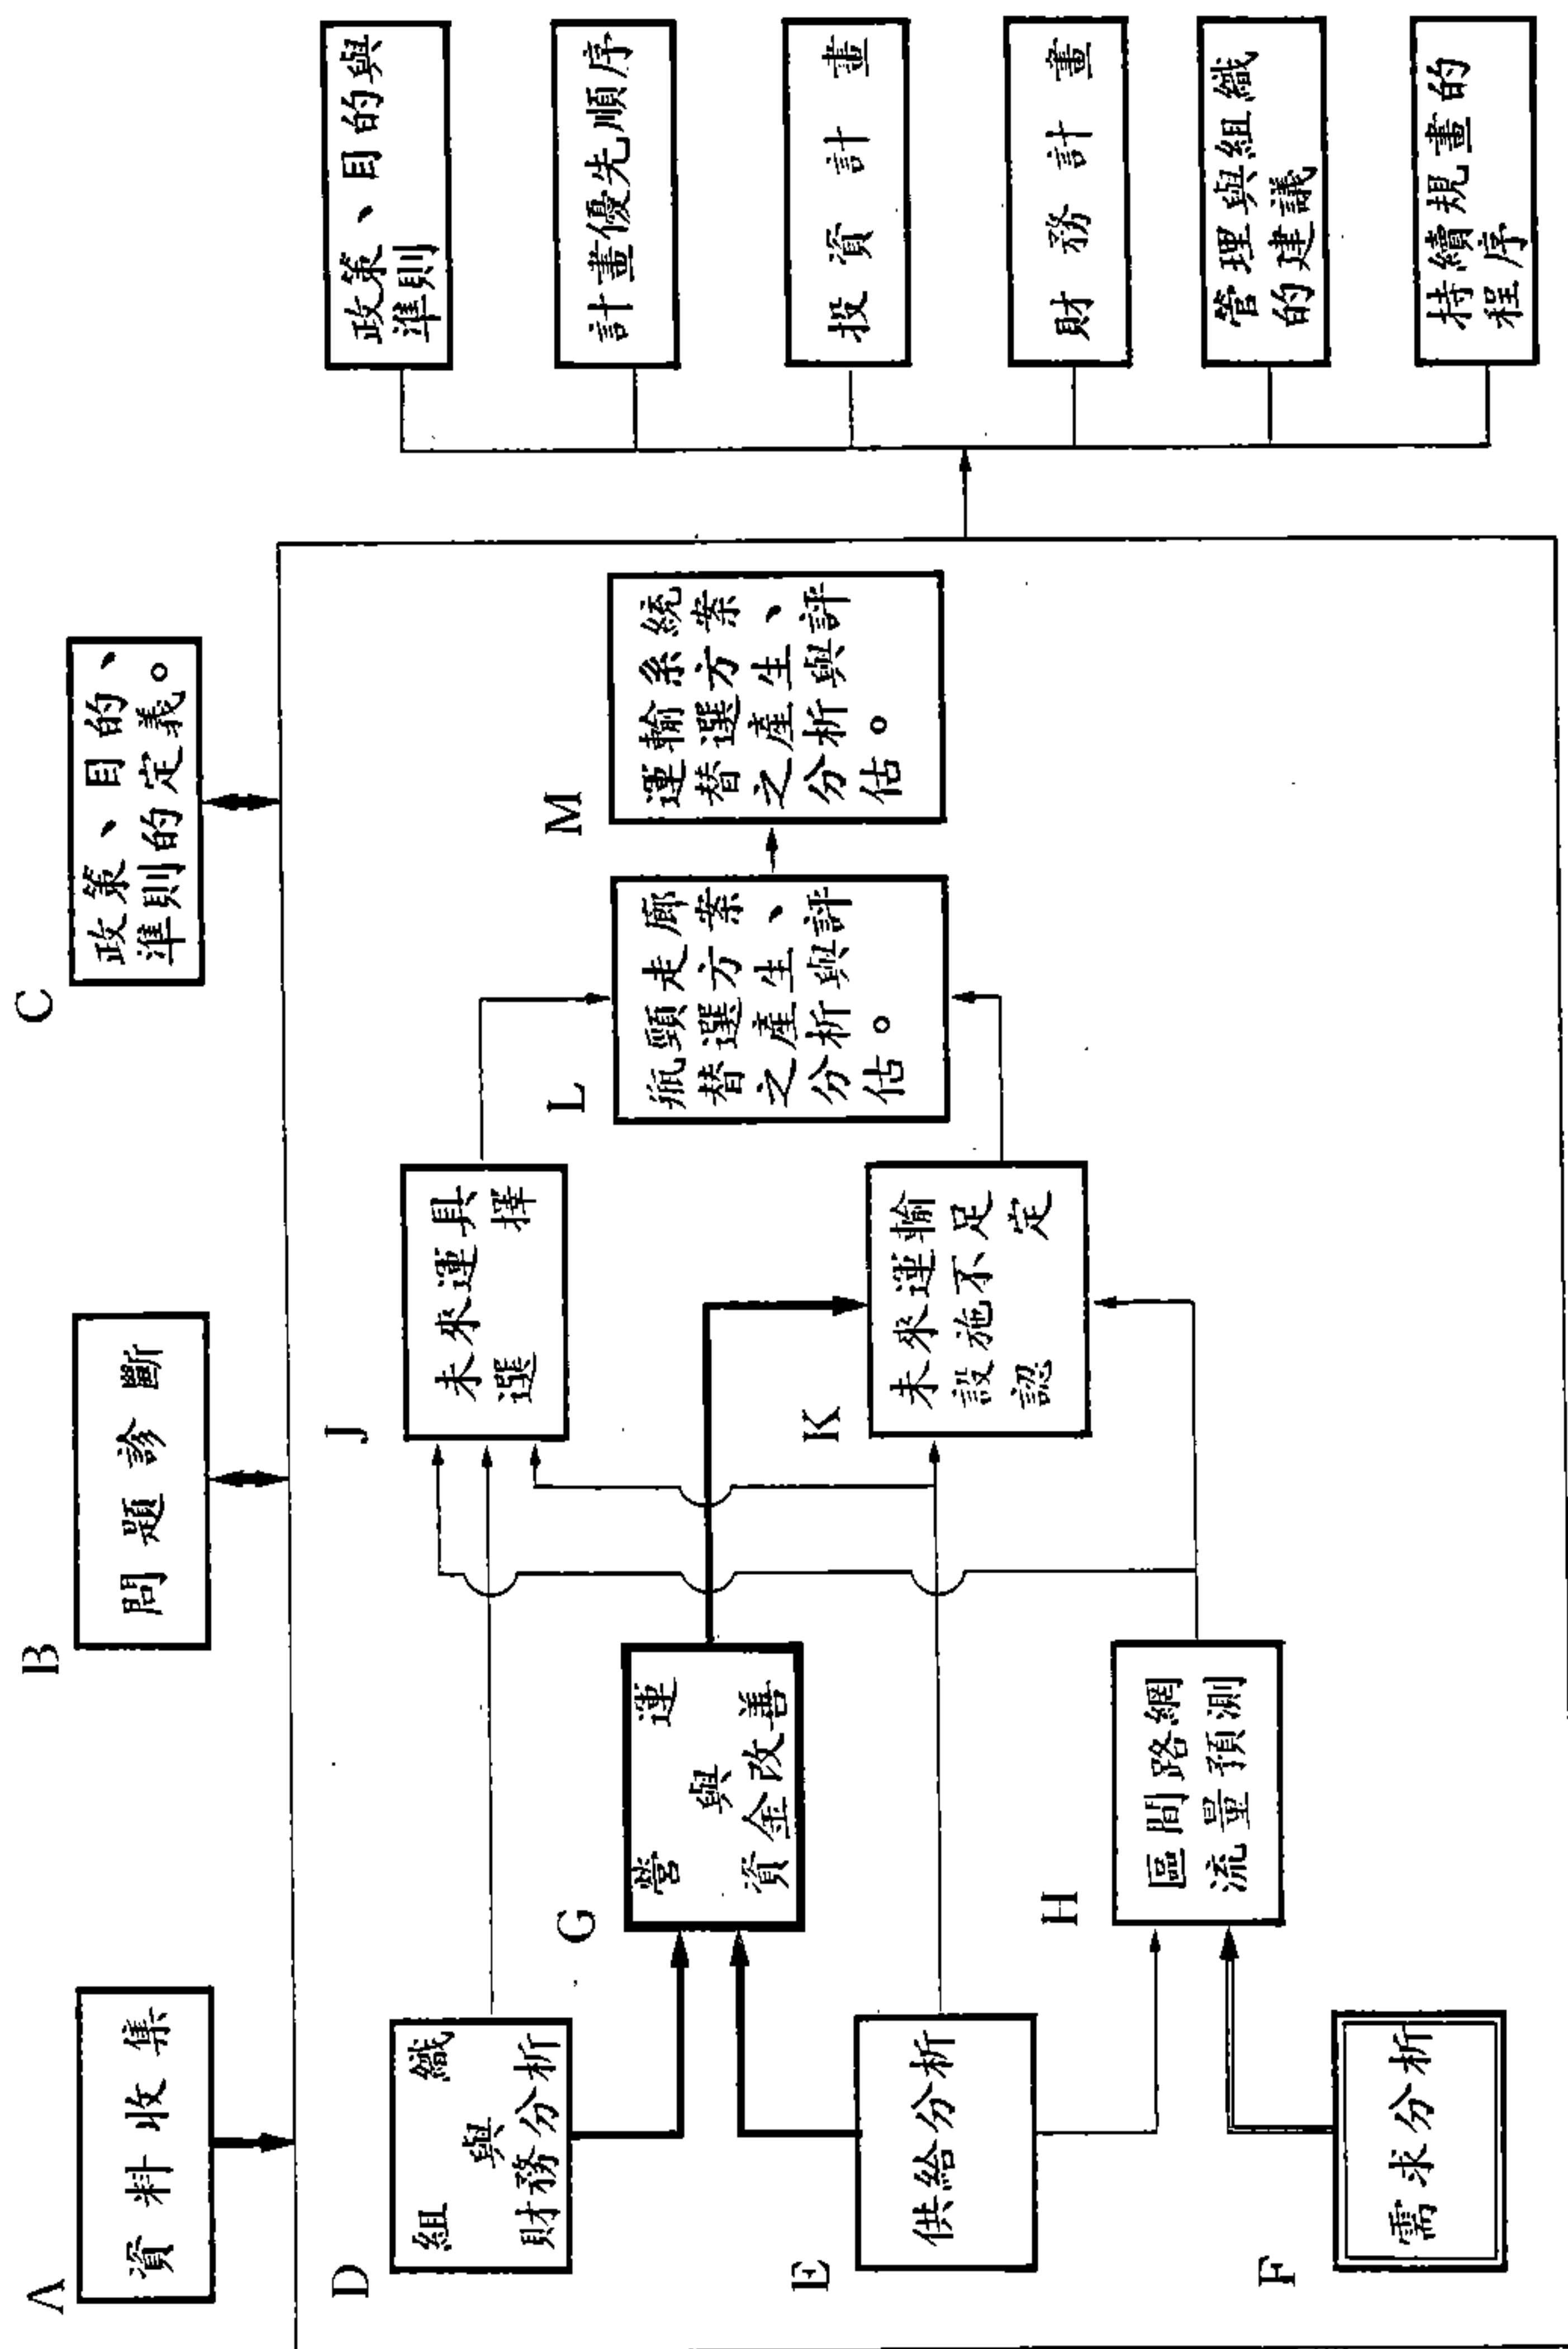 A
資料收集
B
問題診斷
C
政策、目的、
準則的定義。
D
組織
與
財務分析
E
供給分析
F
需求分析
G
營運
與
資金改善
H
區間路網
流量預測
J
未來運具
選擇
K
未來運輸
設施不足
認定
L
瓶頸走廊
替選方案
之產生、
分析與評
估。
M
運輸系統
替選方案
之產生、
分析與評
估。
政策、目的與
準則
計畫優先順序
投資計畫
財務計畫
管理與組織
的建議
持續規畫的
程序